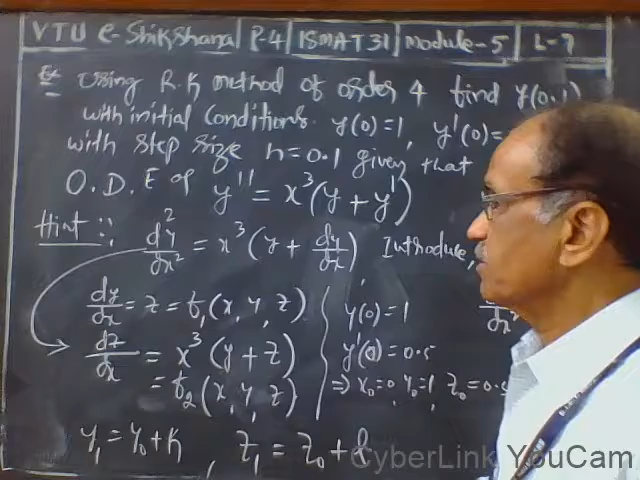 VTU e-Shikshana P-4 18MAT31 Module-5 L-7
Ex Using R.K method of order 4 find y(0.1)
with initial conditions. y(0)=1, y'(0)=
with step size h=0.1 given that
O.D.E of y'' = x³(y + y')
Hint:: d²y/dx² = x³(y + dy/dx) Introduce,
dy/dx = z = f₁(x, y, z) y(0)=1
dz/dx = x³(y+z) y'(0)=0.5
= f₂(x, y, z) ⇒ x₀=0, y₀=1, z₀=0.5
y₁ = y₀+K, z₁ = z₀+l
CyberLink YouCam